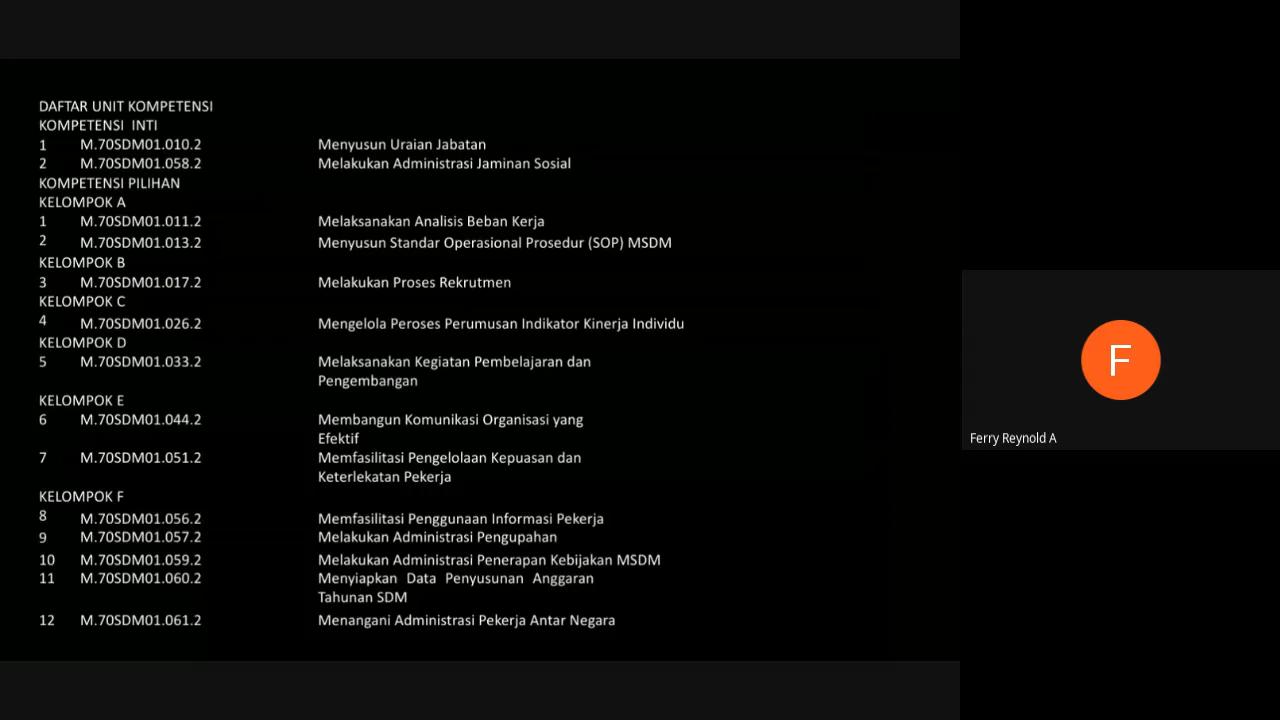 DAFTAR UNIT KOMPETENSI
KOMPETENSI INTI
1 M.70SDM01.010.2 Menyusun Uraian Jabatan
2 M.70SDM01.058.2 Melakukan Administrasi Jaminan Sosial
KOMPETENSI PILIHAN
KELOMPOK A
1 M.70SDM01.011.2 Melaksanakan Analisis Beban Kerja
2 M.70SDM01.013.2 Menyusun Standar Operasional Prosedur (SOP) MSDM
KELOMPOK B
3 M.70SDM01.017.2 Melakukan Proses Rekrutmen
KELOMPOK C
4 M.70SDM01.026.2 Mengelola Peroses Perumusan Indikator Kinerja Individu
KELOMPOK D
5 M.70SDM01.033.2 Melaksanakan Kegiatan Pembelajaran dan
Pengembangan
KELOMPOK E
6 M.70SDM01.044.2 Membangun Komunikasi Organisasi yang
Efektif
7 M.70SDM01.051.2 Memfasilitasi Pengelolaan Kepuasan dan
Keterlekatan Pekerja
KELOMPOK F
8 M.70SDM01.056.2 Memfasilitasi Penggunaan Informasi Pekerja
9 M.70SDM01.057.2 Melakukan Administrasi Pengupahan
10 M.70SDM01.059.2 Melakukan Administrasi Penerapan Kebijakan MSDM
11 M.70SDM01.060.2 Menyiapkan Data Penyusunan Anggaran
Tahunan SDM
12 M.70SDM01.061.2 Menangani Administrasi Pekerja Antar Negara
F
Ferry Reynold A